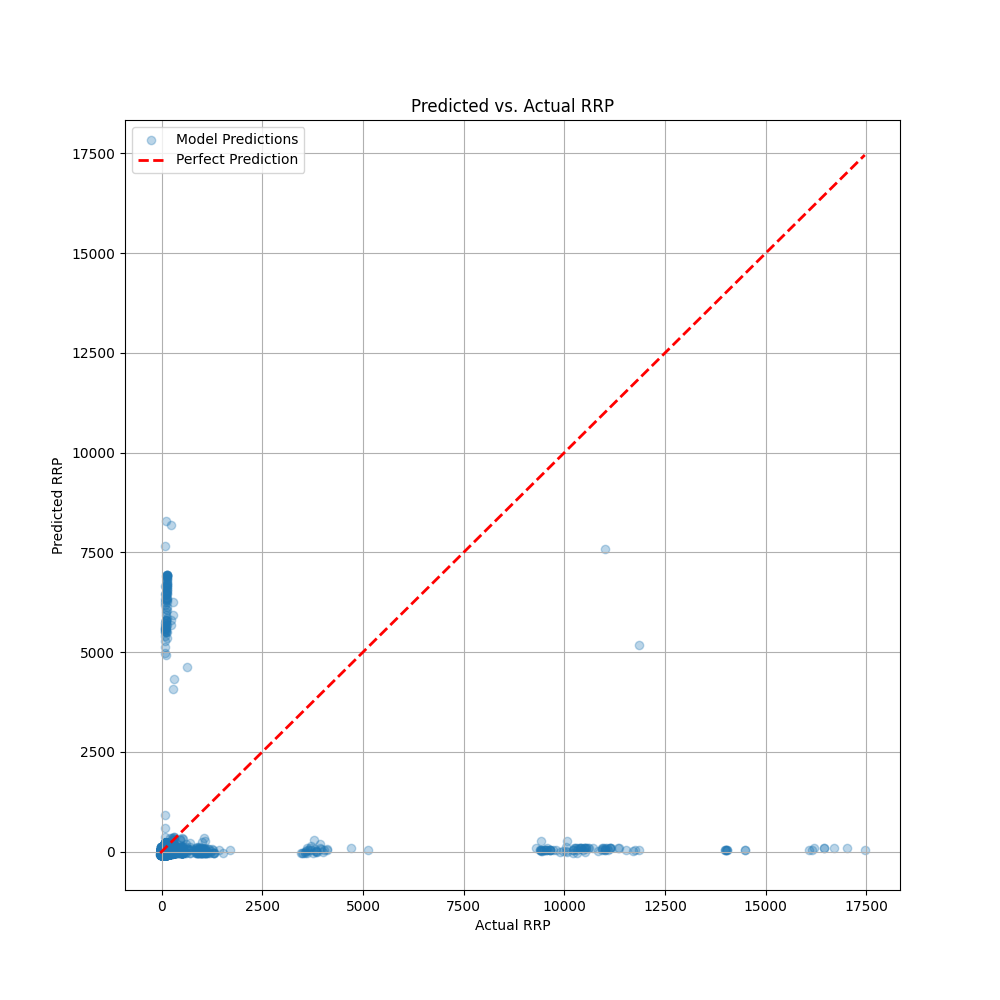 Predicted vs. Actual RRP
Model Predictions
Perfect Prediction
17500
15000
12500
10000
7500
5000
2500
0
Predicted RRP
0 2500 5000 7500 10000 12500 15000 17500
Actual RRP